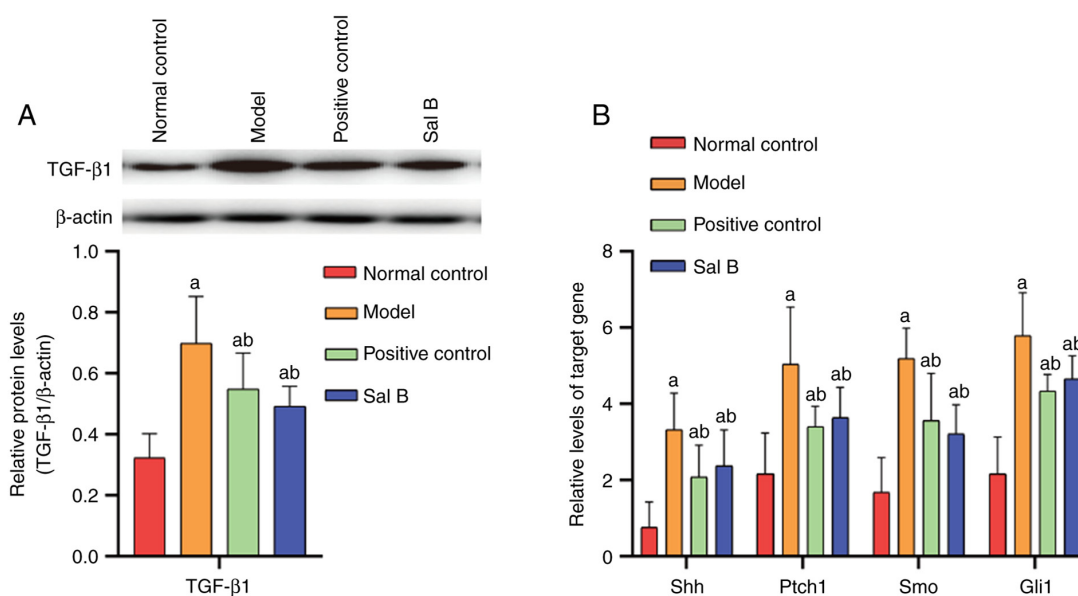 A
Normal control
Model
Positive control
Sal B
TGF-β1
β-actin
1.0
0.8
0.6
0.4
0.2
0.0
Relative protein levels
(TGF-β1/β-actin)
a
ab
ab
Normal control
Model
Positive control
Sal B
TGF-β1
B
Normal control
Model
Positive control
Sal B
8
6
4
2
0
Relative levels of target gene
a
ab
ab
a
ab
ab
a
ab
ab
a
ab
ab
Shh
Ptch1
Smo
Gli1